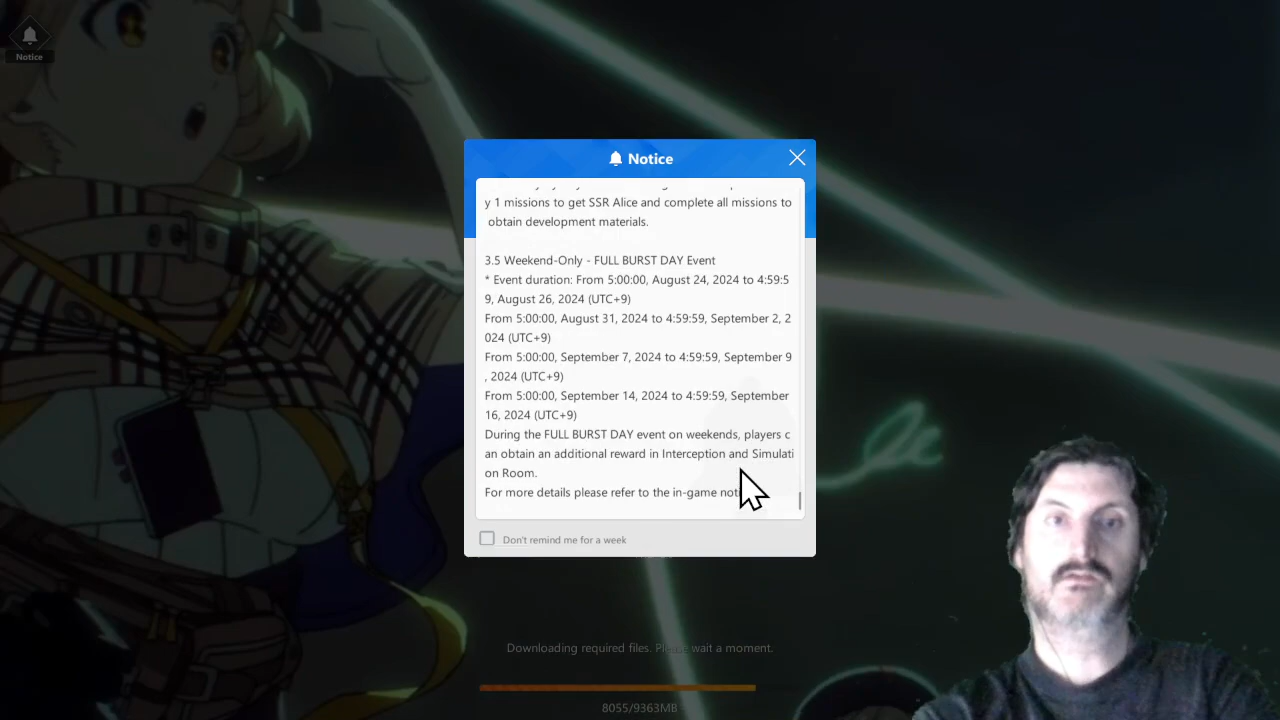 Notice
Notice
y 1 missions to get SSR Alice and complete all missions to
obtain development materials.
3.5 Weekend-Only - FULL BURST DAY Event
* Event duration: From 5:00:00, August 24, 2024 to 4:59:5
9, August 26, 2024 (UTC+9)
From 5:00:00, August 31, 2024 to 4:59:59, September 2, 2
024 (UTC+9)
From 5:00:00, September 7, 2024 to 4:59:59, September 9
, 2024 (UTC+9)
From 5:00:00, September 14, 2024 to 4:59:59, September
16, 2024 (UTC+9)
During the FULL BURST DAY event on weekends, players c
an obtain an additional reward in Interception and Simulati
on Room.
For more details please refer to the in-game
Don't remind me for a week
Downloading required files. Please wait a moment.
8055/9363MB